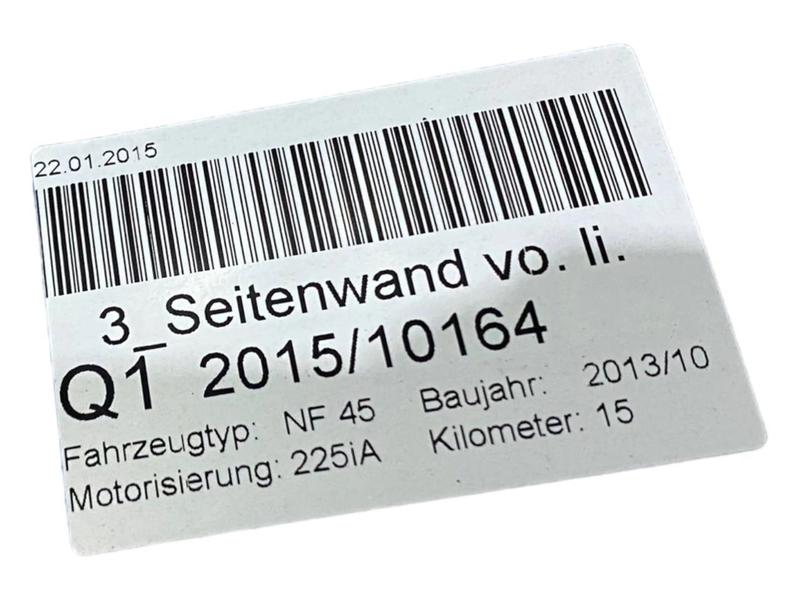 22.01.2015
3_Seitenwand vo. li.
Q1 2015/10164
Fahrzeugtyp: NF 45 Baujahr: 2013/10
Motorisierung: 225iA Kilometer: 15